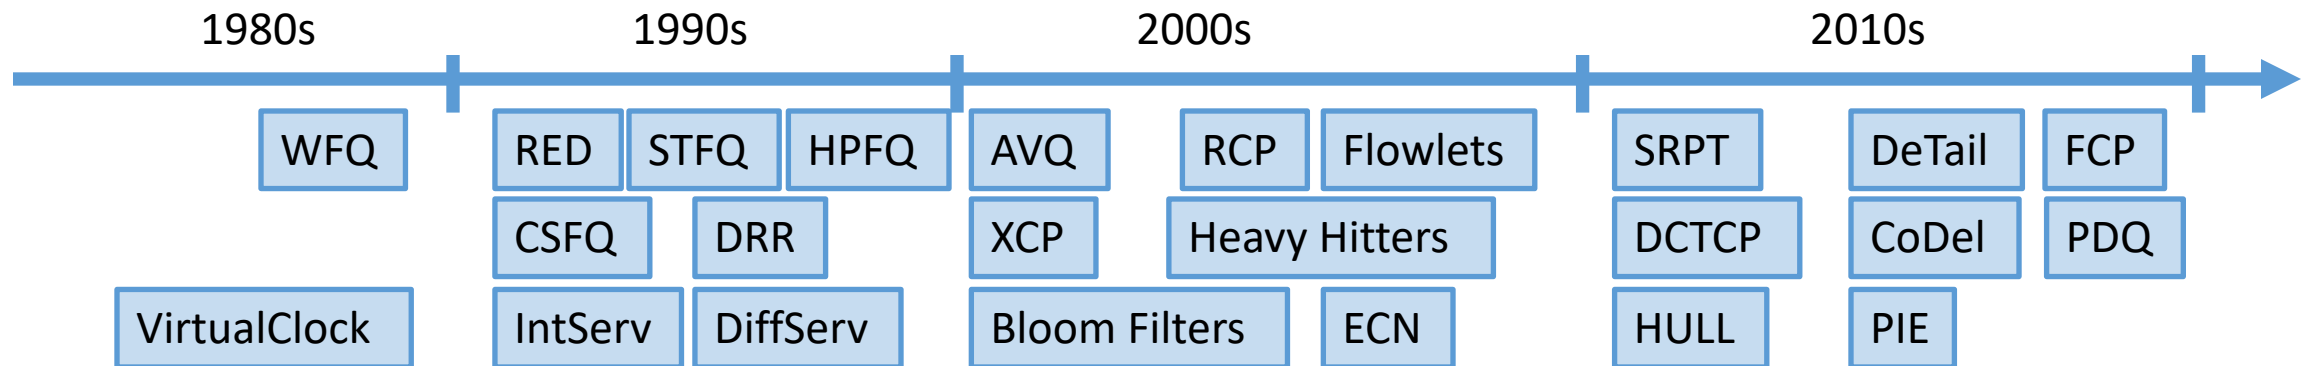 1980s 1990s 2000s 2010s
WFQ RED STFQ HPFQ AVQ RCP Flowlets SRPT DeTail FCP
CSFQ DRR XCP Heavy Hitters DCTCP CoDel PDQ
VirtualClock IntServ DiffServ Bloom Filters ECN HULL PIE